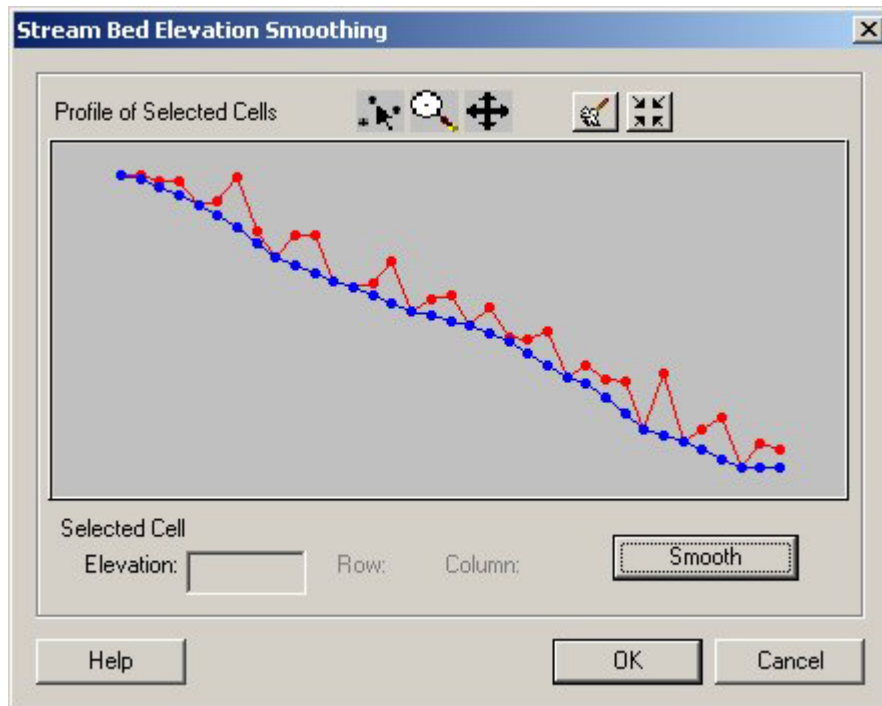 Stream Bed Elevation Smoothing
Profile of Selected Cells
Selected Cell
Elevation: Row: Column:
Smooth
Help OK Cancel